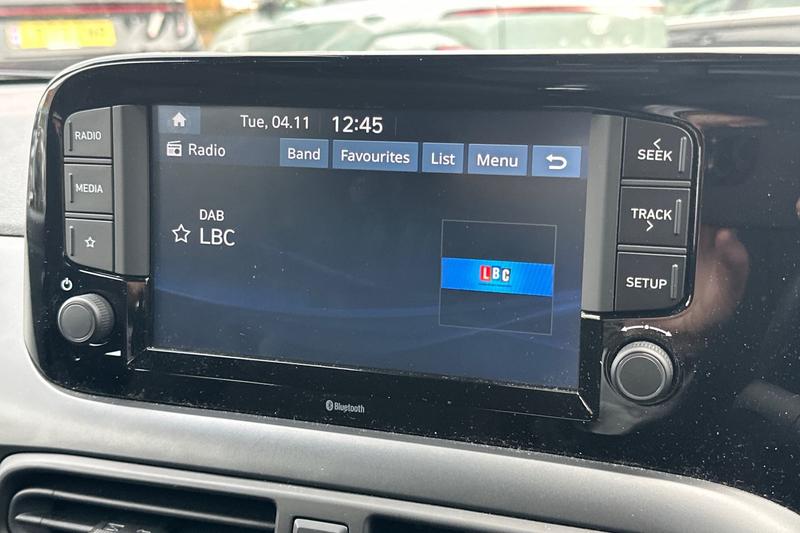 Tue, 04.11 12:45
Radio Band Favourites List Menu
DAB
LBC
LBC
RADIO
MEDIA
SEEK
TRACK
SETUP
Bluetooth